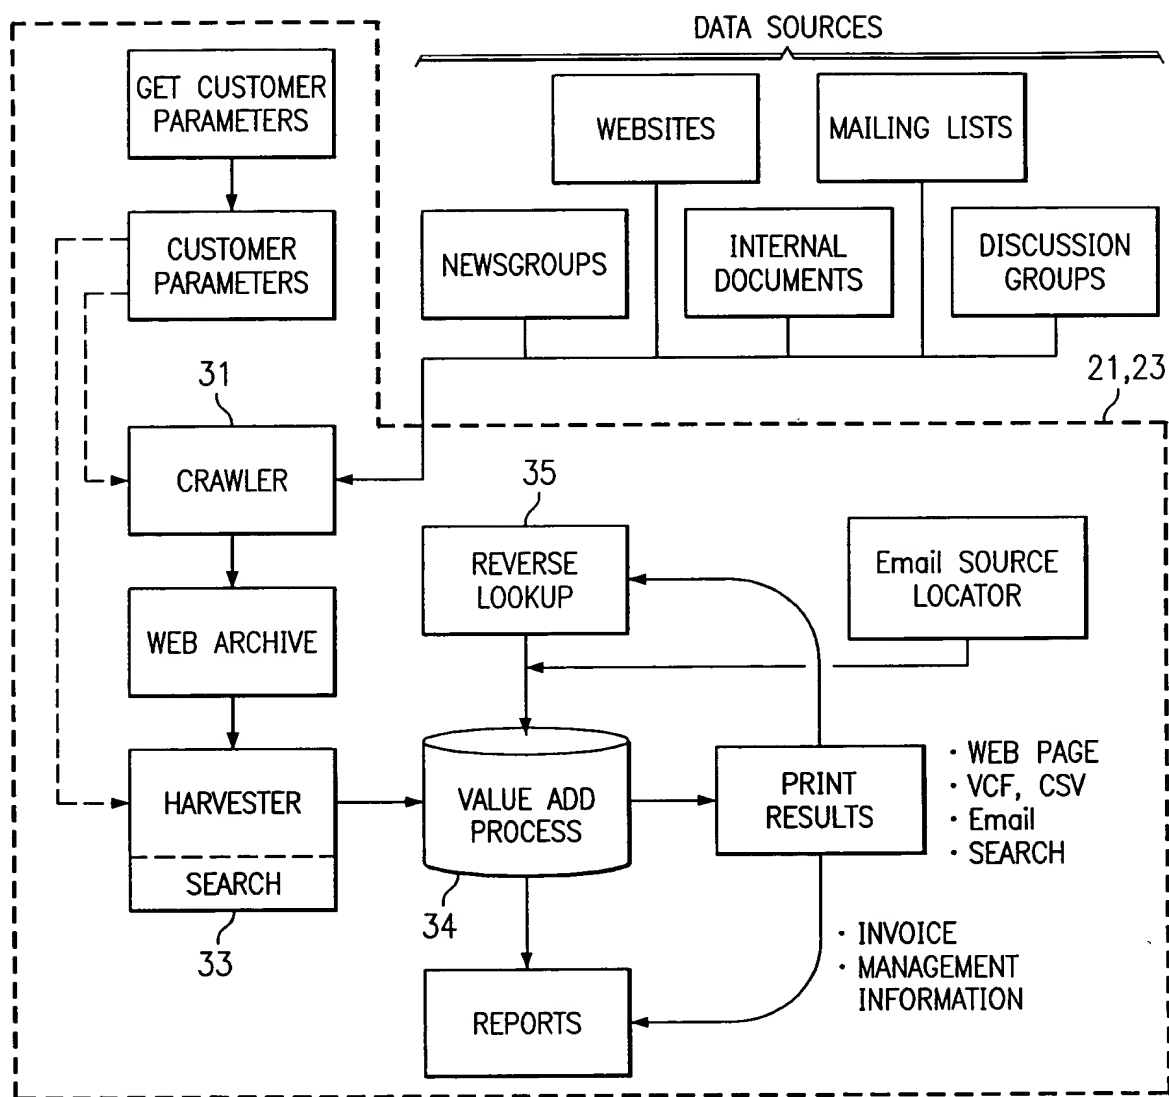 DATA SOURCES
GET CUSTOMER
PARAMETERS
WEBSITES
MAILING LISTS
CUSTOMER
PARAMETERS
NEWSGROUPS
INTERNAL
DOCUMENTS
DISCUSSION
GROUPS
31
21,23
CRAWLER
35
REVERSE
LOOKUP
Email SOURCE
LOCATOR
WEB ARCHIVE
HARVESTER
SEARCH
33
VALUE ADD
PROCESS
34
PRINT
RESULTS
· WEB PAGE
· VCF, CSV
· Email
· SEARCH
· INVOICE
· MANAGEMENT
INFORMATION
REPORTS